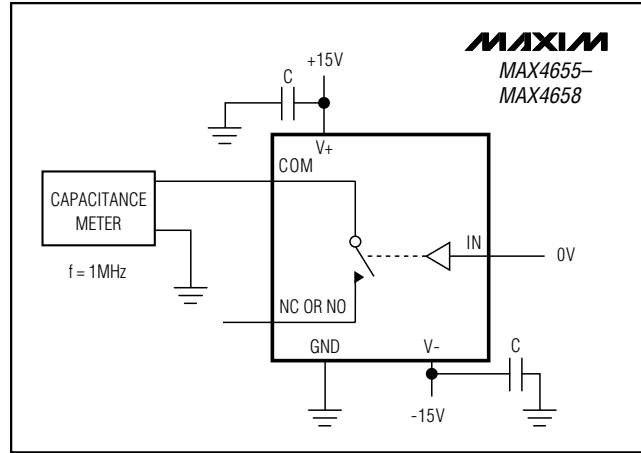 MAXIM
MAX4655–
MAX4658
+15V
C
V+
COM
CAPACITANCE
METER
f = 1MHz
IN
0V
NC OR NO
GND
V-
C
-15V